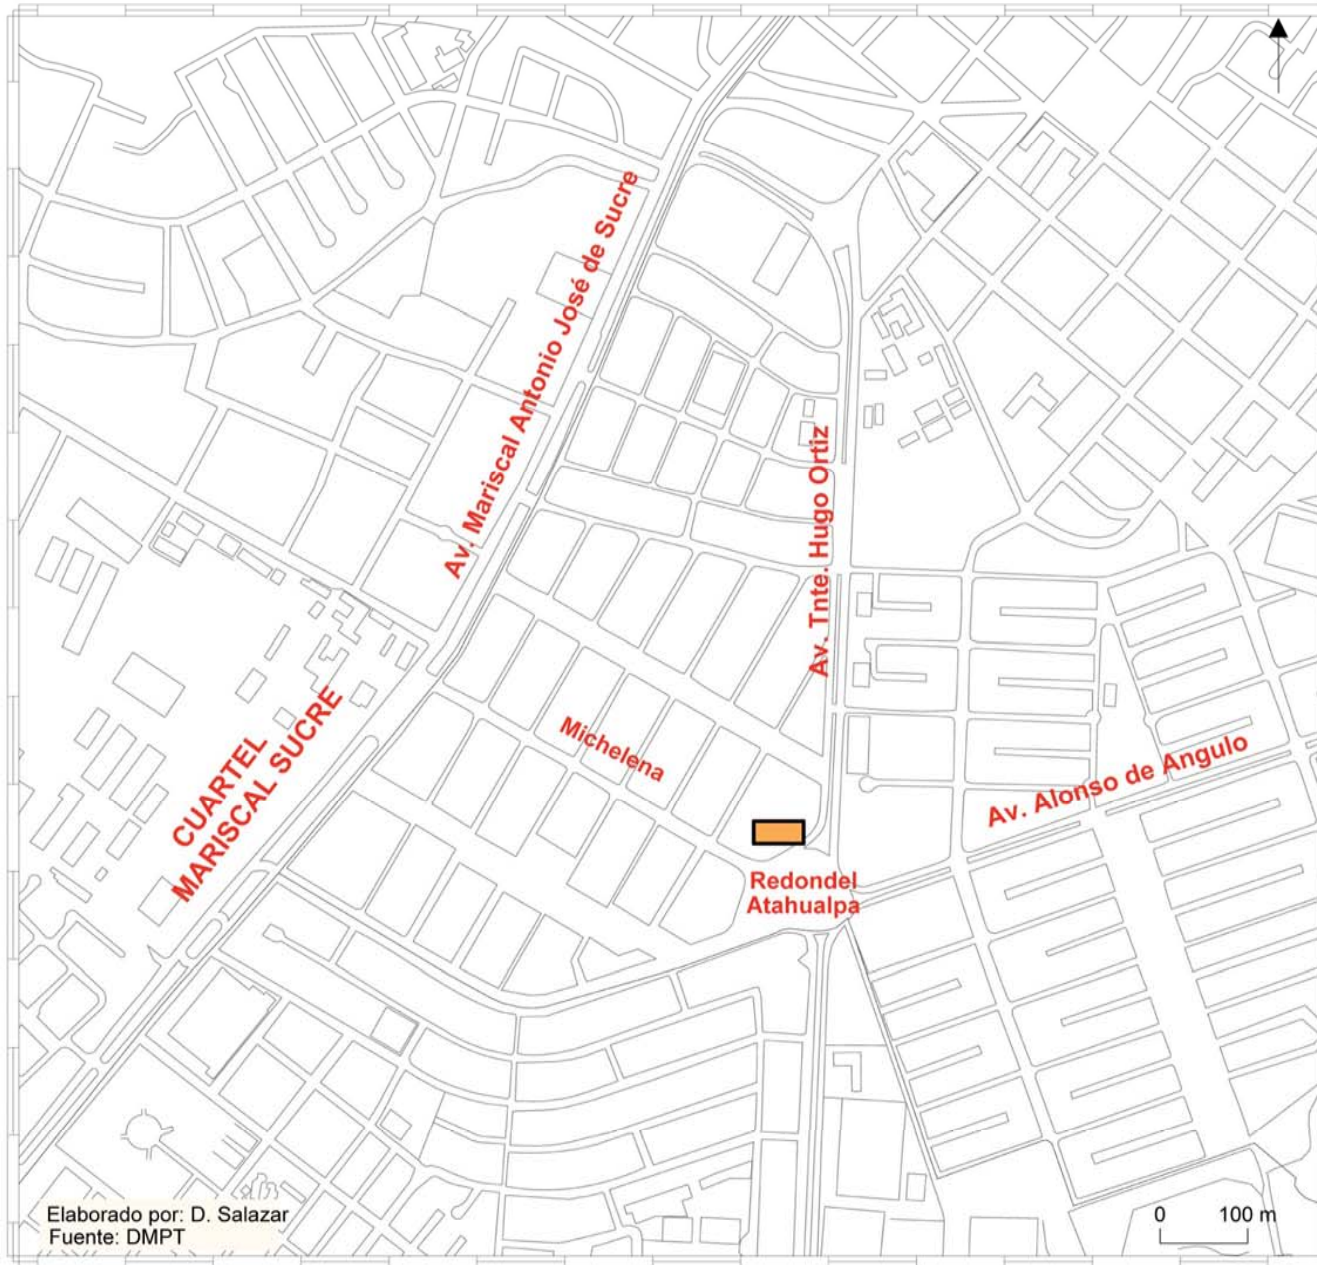 Av. Mariscal Antonio José de Sucre
Av. Tnte. Hugo Ortiz
CUARTEL
MARISCAL SUCRE
Michelena
Av. Alonso de Angulo
Redondel
Atahualpa
Elaborado por: D. Salazar
Fuente: DMPT
0 100 m